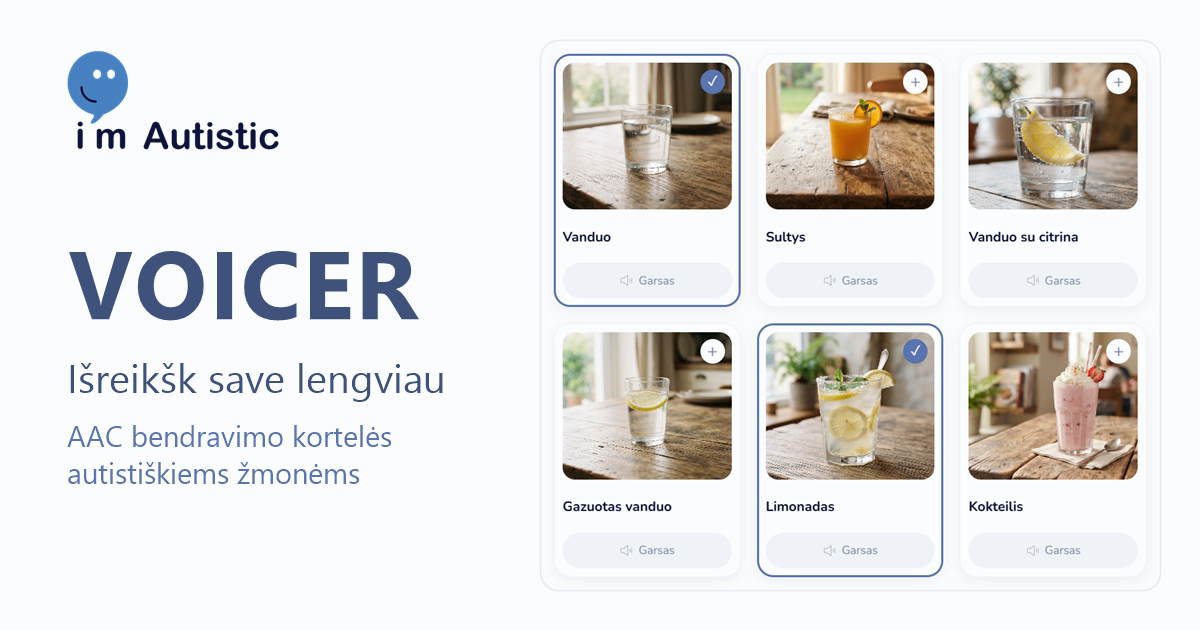 i'm Autistic
VOICER
Išreikšk save lengviau
AAC bendravimo kortelės
autistiškiems žmonėms
Vanduo
Garsas
Sultys
Garsas
Vanduo su citrina
Garsas
Gazuotas vanduo
Garsas
Limonadas
Garsas
Kokteilis
Garsas